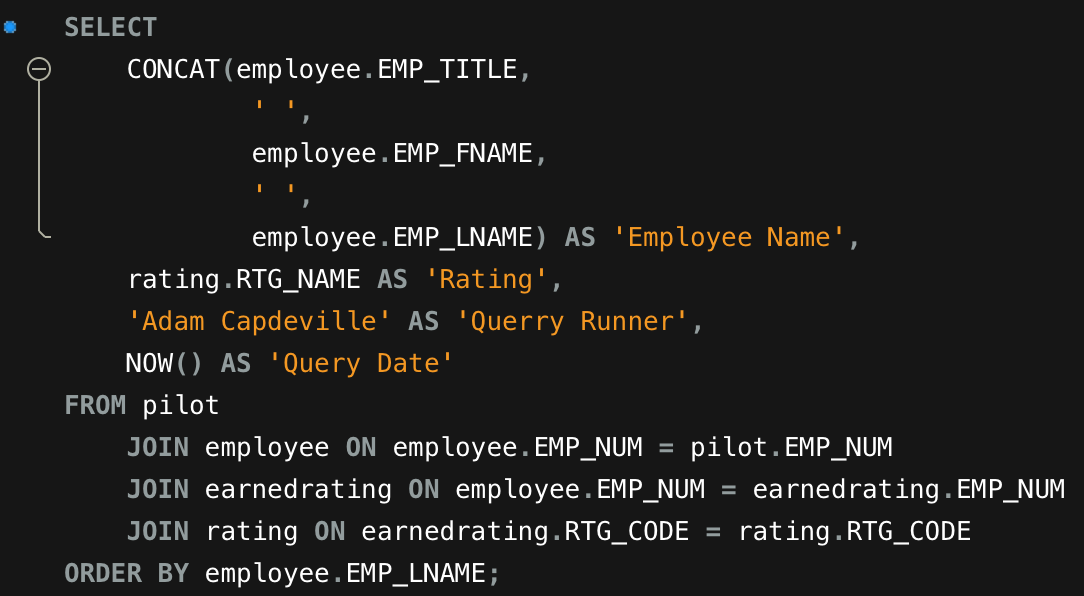 SELECT
CONCAT(employee.EMP_TITLE,
' ',
employee.EMP_FNAME,
' ',
employee.EMP_LNAME) AS 'Employee Name',
rating.RTG_NAME AS 'Rating',
'Adam Capdeville' AS 'Querry Runner',
NOW() AS 'Query Date'
FROM pilot
JOIN employee ON employee.EMP_NUM = pilot.EMP_NUM
JOIN earnedrating ON employee.EMP_NUM = earnedrating.EMP_NUM
JOIN rating ON earnedrating.RTG_CODE = rating.RTG_CODE
ORDER BY employee.EMP_LNAME;